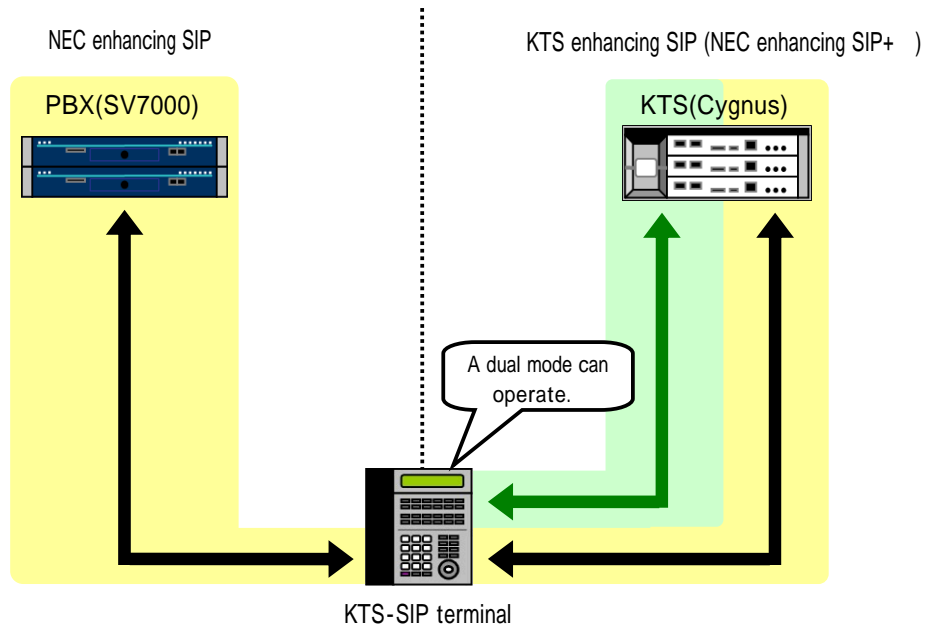 NEC enhancing SIP
KTS enhancing SIP (NEC enhancing SIP+ )
PBX(SV7000)
KTS(Cygnus)
A dual mode can
operate.
KTS-SIP terminal